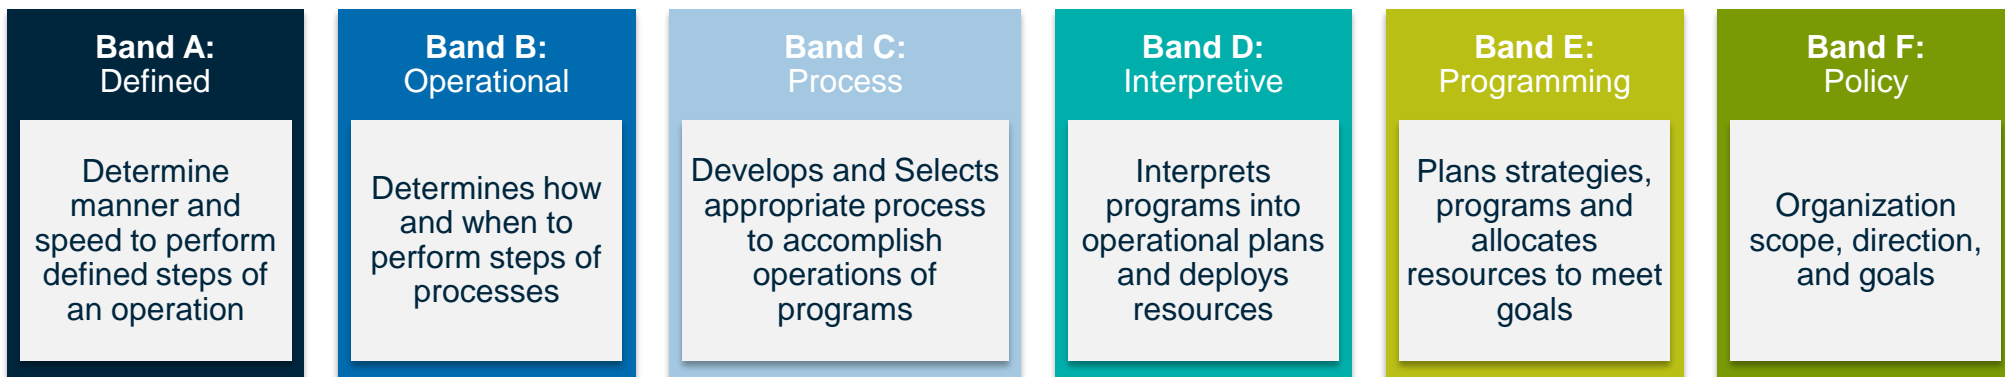 Band A:
Defined
Determine
manner and
speed to perform
defined steps of
an operation
Band B:
Operational
Determines how
and when to
perform steps of
processes
Band C:
Process
Develops and Selects
appropriate process
to accomplish
operations of
programs
Band D:
Interpretive
Interprets
programs into
operational plans
and deploys
resources
Band E:
Programming
Plans strategies,
programs and
allocates
resources to meet
goals
Band F:
Policy
Organization
scope, direction,
and goals